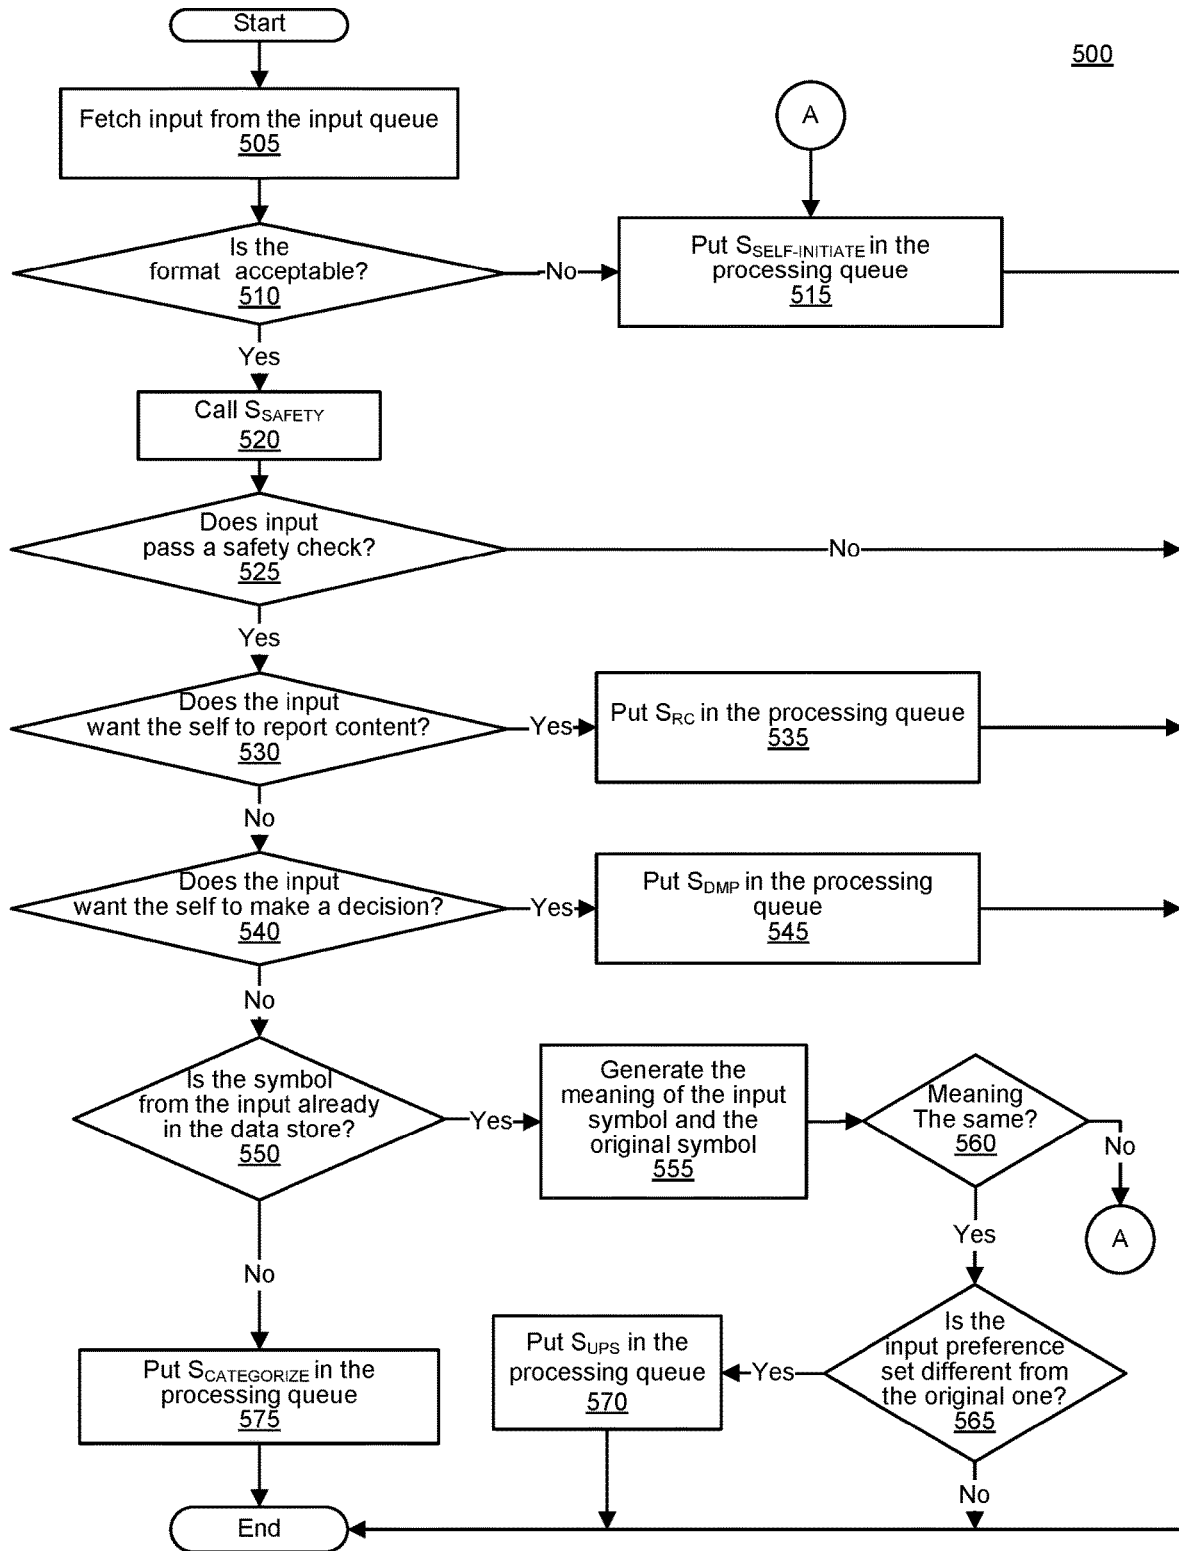 Start
500
Fetch input from the input queue
505
A
Is the
format acceptable?
510
No
Put SSELF-INITIATE in the
processing queue
515
Yes
Call SSAFETY
520
Does input
pass a safety check?
525
No
Yes
Does the input
want the self to report content?
530
Yes
Put SRC in the processing queue
535
No
Does the input
want the self to make a decision?
540
Yes
Put SDMP in the processing
queue
545
No
Is the symbol
from the input already
in the data store?
550
Yes
Generate the
meaning of the input
symbol and the
original symbol
555
Meaning
The same?
560
No
A
Yes
No
Is the
input preference
set different from
the original one?
565
Yes
Put SUPS in the
processing queue
570
Put SCATEGORIZE in the
processing queue
575
No
End